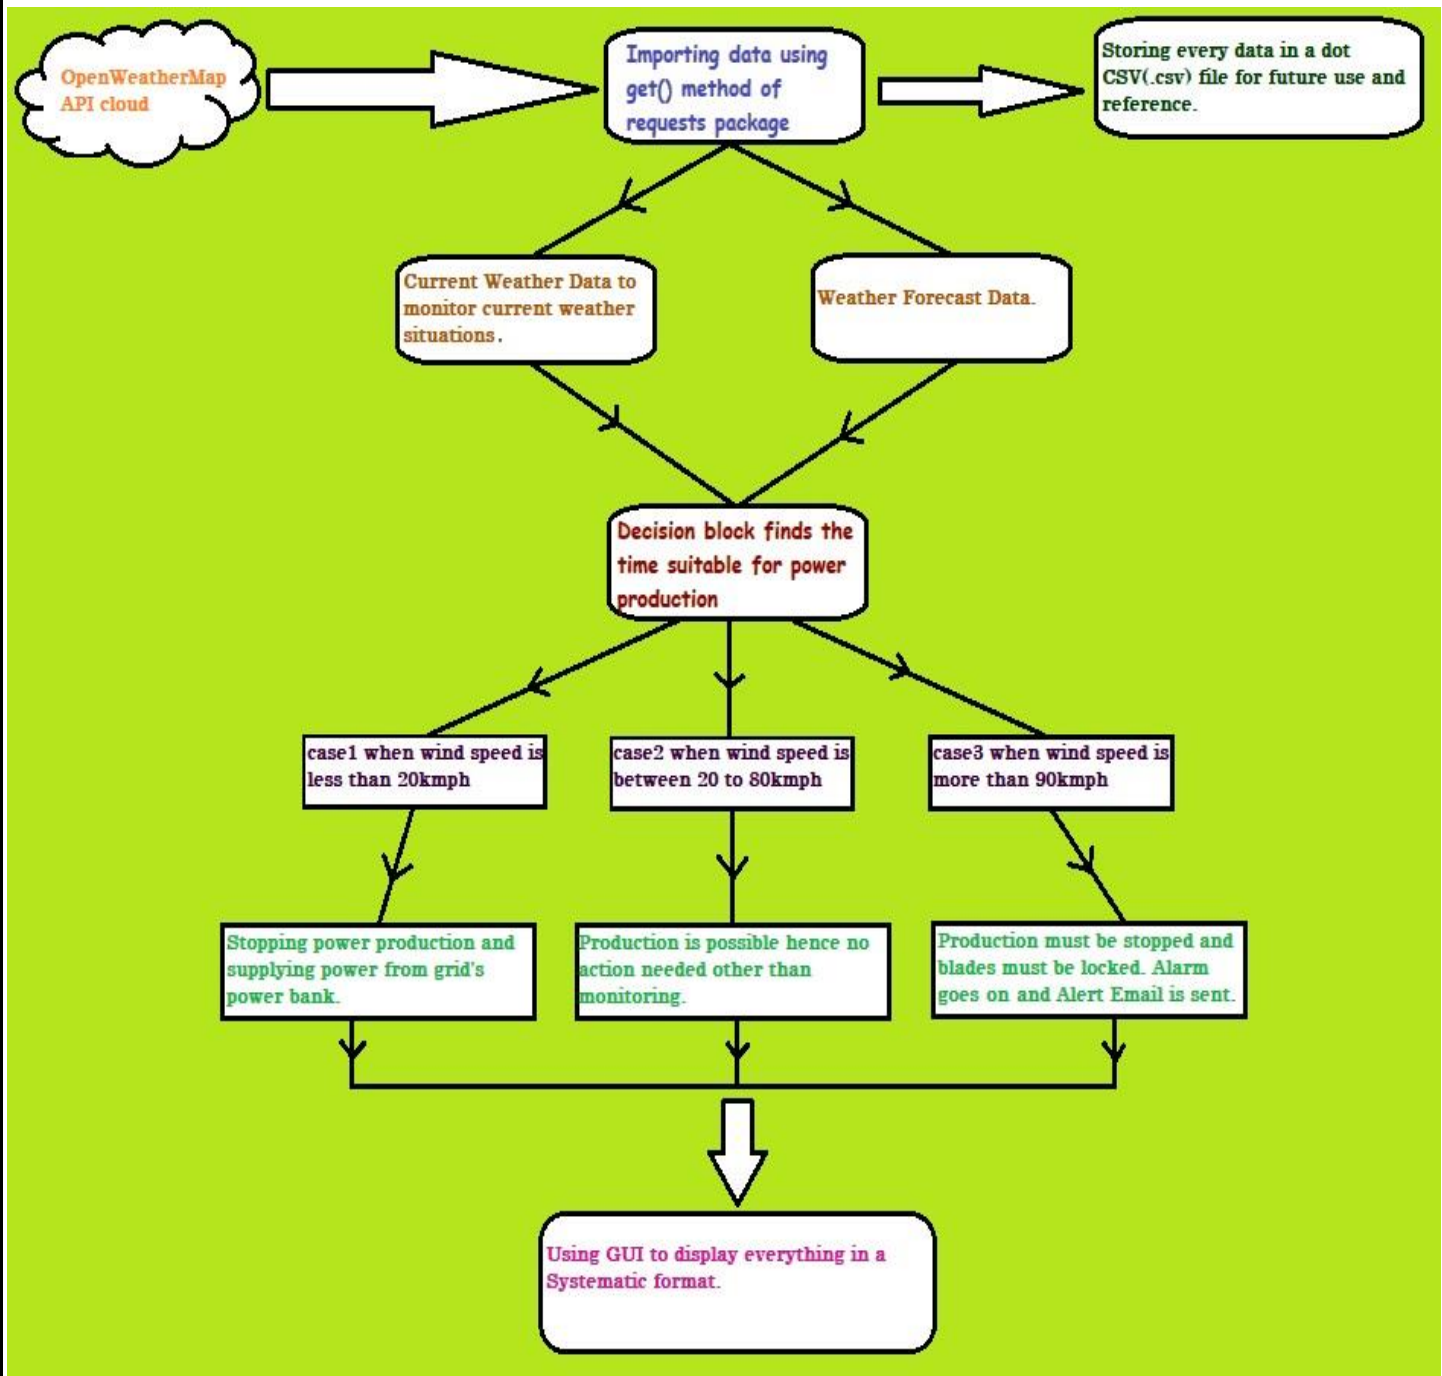 OpenWeatherMap
API cloud
Importing data using
get() method of
requests package
Storing every data in a dot
CSV(.csv) file for future use and
reference.
Current Weather Data to
monitor current weather
situations.
Weather Forecast Data.
Decision block finds the
time suitable for power
production
case1 when wind speed is
less than 20kmph
case2 when wind speed is
between 20 to 80kmph
case3 when wind speed is
more than 90kmph
Stopping power production and
supplying power from grid's
power bank.
Production is possible hence no
action needed other than
monitoring.
Production must be stopped and
blades must be locked. Alarm
goes on and Alert Email is sent.
Using GUI to display everything in a
Systematic format.